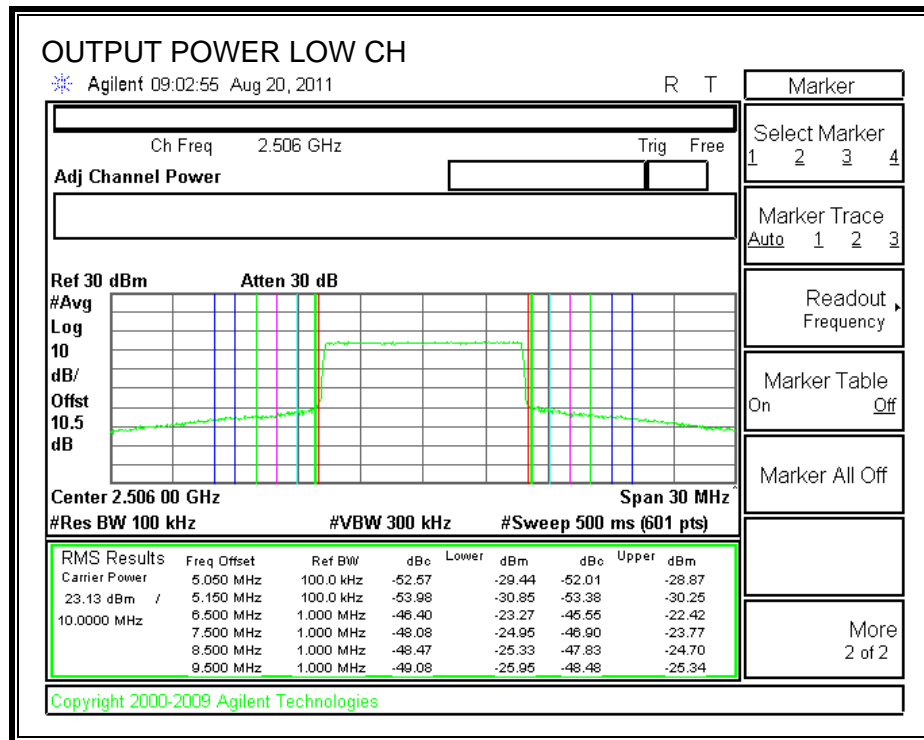 OUTPUT POWER LOW CH
Agilent 09:02:55 Aug 20, 2011 R T
Ch Freq 2.506 GHz Trig Free
Adj Channel Power
Ref 30 dBm Atten 30 dB
#Avg
Log
10
dB/
Offst
10.5
dB
Center 2.506 00 GHz Span 30 MHz
#Res BW 100 kHz #VBW 300 kHz #Sweep 500 ms (601 pts)
RMS Results Freq Offset Ref BW dBc Lower dBm dBc Upper dBm
Carrier Power 5.050 MHz 100.0 kHz -52.57 -29.44 -52.01 -28.87
23.13 dBm / 5.150 MHz 100.0 kHz -53.98 -30.85 -53.38 -30.25
10.0000 MHz 6.500 MHz 1.000 MHz -46.40 -23.27 -45.55 -22.42
7.500 MHz 1.000 MHz -48.08 -24.95 -46.90 -23.77
8.500 MHz 1.000 MHz -48.47 -25.33 -47.83 -24.70
9.500 MHz 1.000 MHz -49.08 -25.95 -48.48 -25.34
Copyright 2000-2009 Agilent Technologies
Marker
Select Marker
1 2 3 4
Marker Trace
Auto 1 2 3
Readout
Frequency
Marker Table
On Off
Marker All Off
More
2 of 2